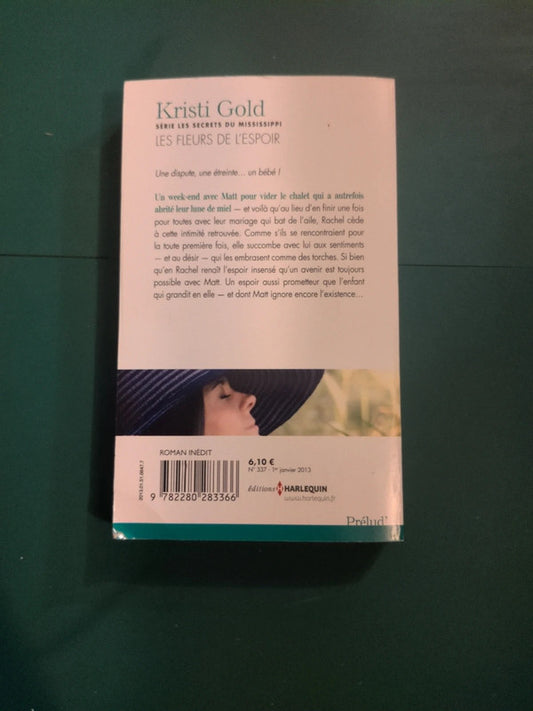 Kristi Gold
SÉRIE LES SECRETS DU MISSISSIPPI
LES FLEURS DE L'ESPOIR
Une dispute, une étreinte... un bébé !
Un week-end avec Matt pour vider le chalet qui a autrefois
abrité leur lune de miel — et voilà qu'au lieu d'en finir une fois
pour toutes avec leur mariage qui bat de l'aile, Rachel cède
à cette intimité retrouvée. Comme s'ils se rencontraient pour
la toute première fois, elle succombe avec lui aux sentiments
— et au désir — qui les embrasent comme des torches. Si bien
qu'en Rachel renaît l'espoir insensé qu'un avenir est toujours
possible avec Matt. Un espoir aussi prometteur que l'enfant
qui grandit en elle — et dont Matt ignore encore l'existence...
ROMAN INÉDIT
6,10 €
N° 337 - 1er janvier 2013
éditions HARLEQUIN
www.harlequin.fr
9 782280 283366
2013.01.37.0847.7
Prélud'